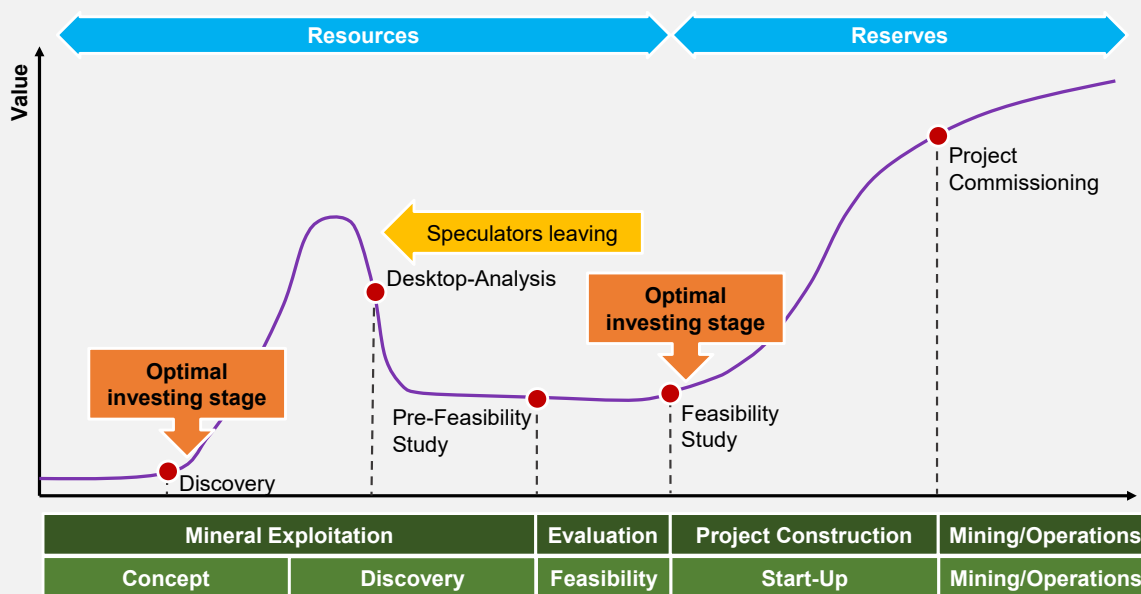 Resources
Reserves
Value
Project
Commissioning
Speculators leaving
Desktop-Analysis
Optimal
investing stage
Optimal
investing stage
Pre-Feasibility
Study
Feasibility
Study
Discovery
Mineral Exploitation
Evaluation
Project Construction
Mining/Operations
Concept
Discovery
Feasibility
Start-Up
Mining/Operations